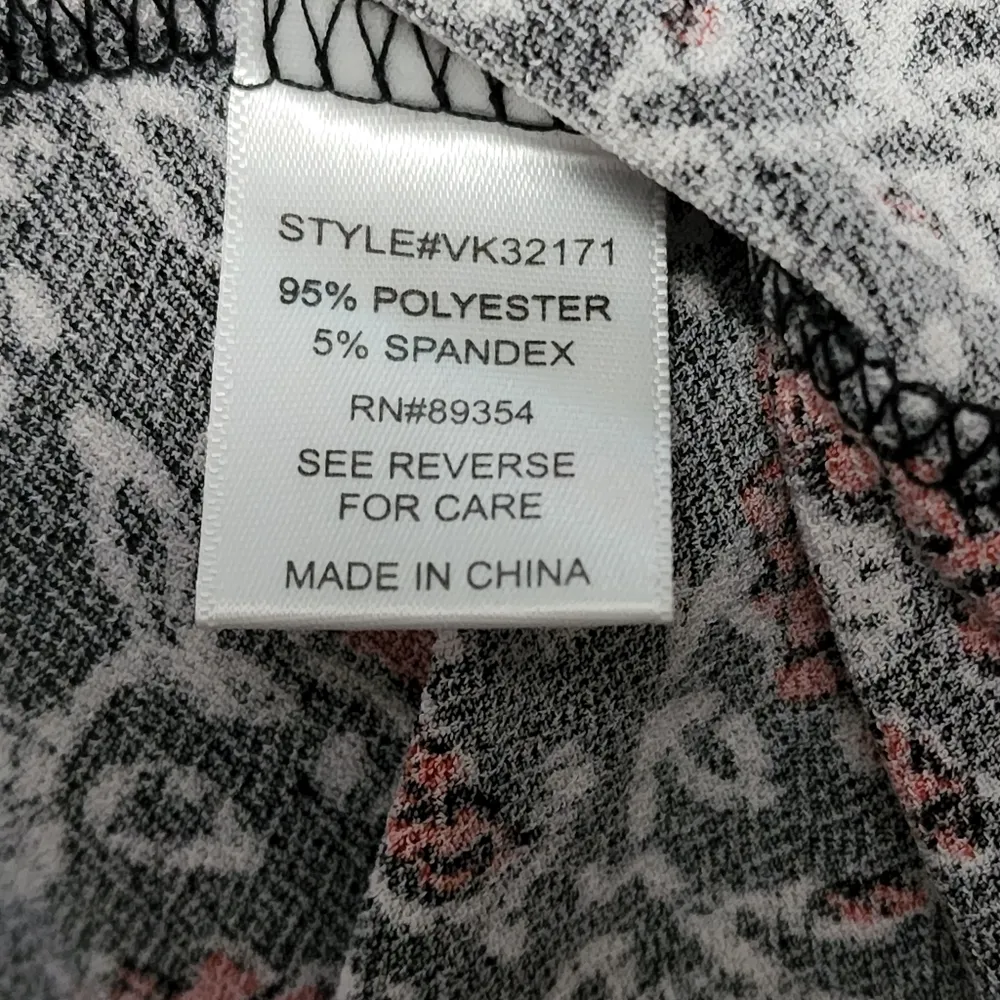 STYLE#VK32171
95% POLYESTER
5% SPANDEX
RN#89354
SEE REVERSE
FOR CARE
MADE IN CHINA